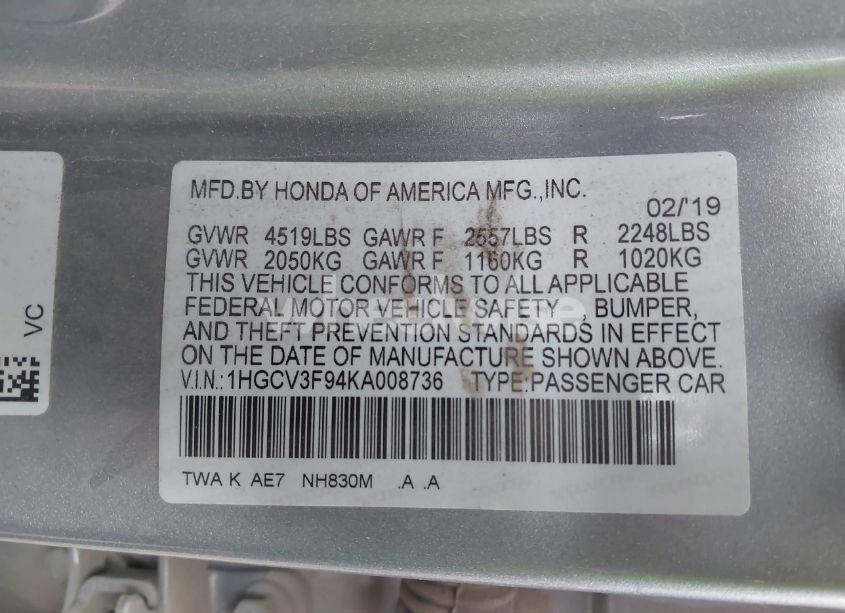 MFD.BY HONDA OF AMERICA MFG.,INC.
02/'19
GVWR 4519LBS GAWR F 2557LBS R 2248LBS
GVWR 2050KG GAWR F 1160KG R 1020KG
THIS VEHICLE CONFORMS TO ALL APPLICABLE
FEDERAL MOTOR VEHICLE SAFETY , BUMPER,
AND THEFT PREVENTION STANDARDS IN EFFECT
ON THE DATE OF MANUFACTURE SHOWN ABOVE.
V.I.N.:1HGCV3F94KA008736 TYPE:PASSENGER CAR
TWA K AE7 NH830M .A .A
VC